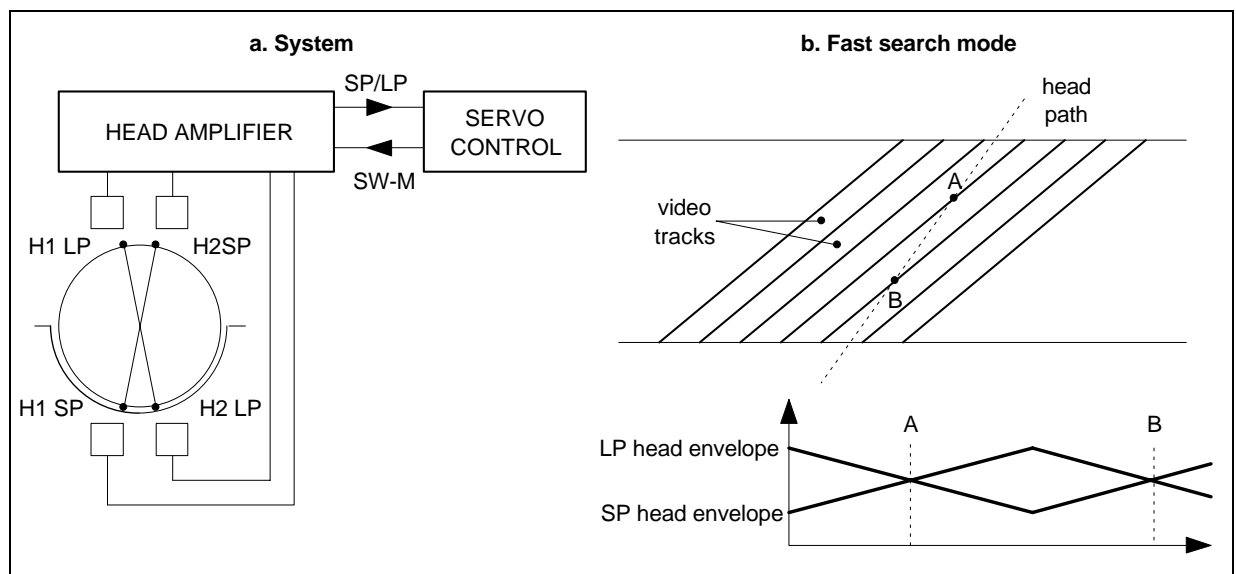 a. System
SP/LP
HEAD AMPLIFIER
SERVO
CONTROL
SW-M
H1 LP
H2SP
H1 SP
H2 LP
b. Fast search mode
head
path
A
video
tracks
B
A
B
LP head envelope
SP head envelope